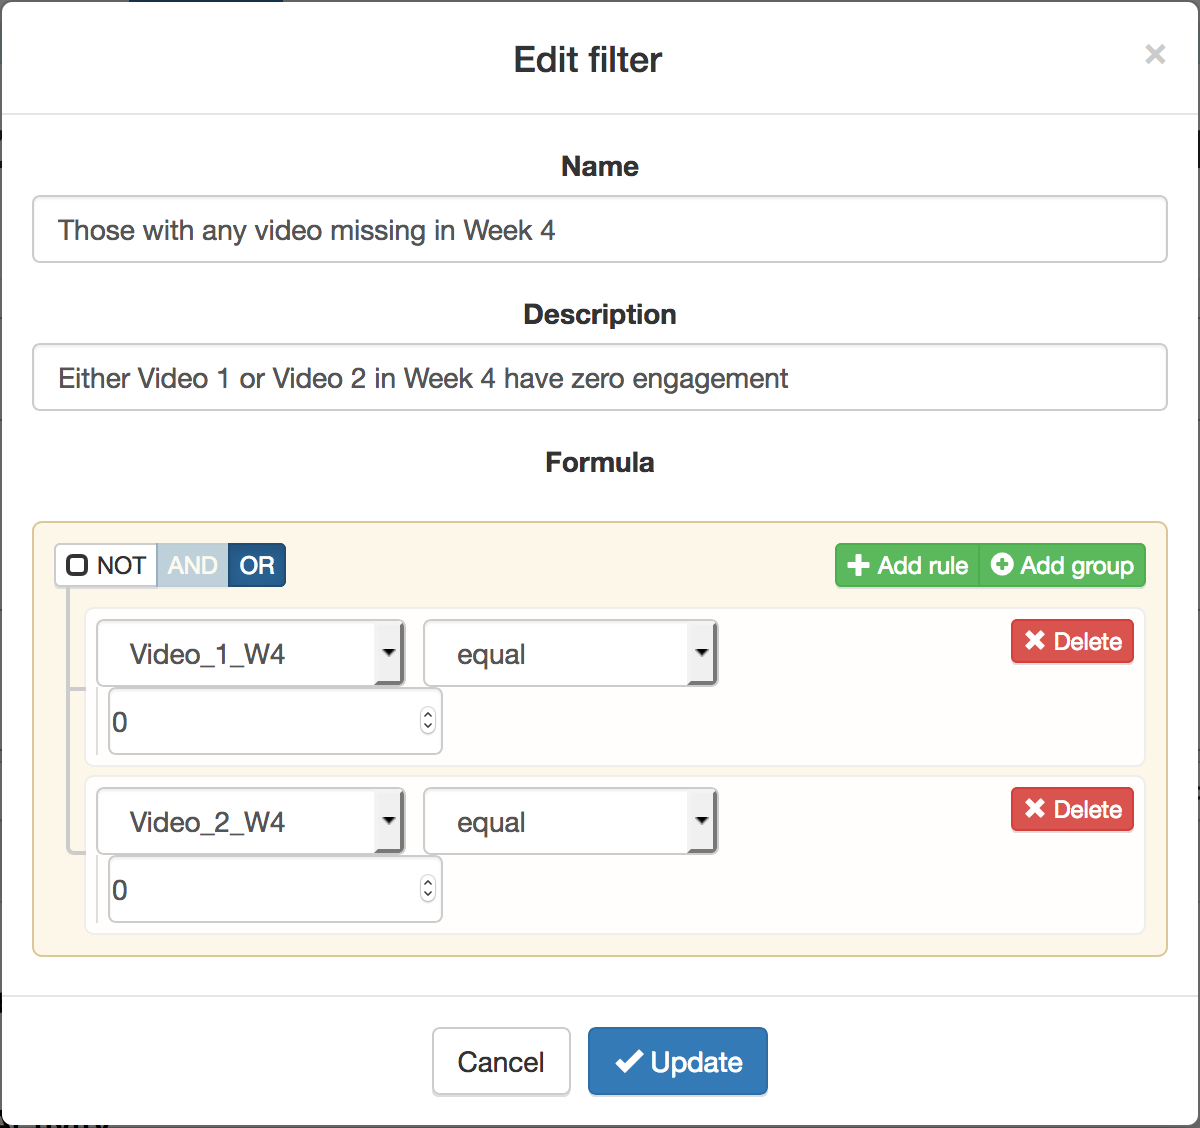 Edit filter ×
Name
Those with any video missing in Week 4
Description
Either Video 1 or Video 2 in Week 4 have zero engagement
Formula
NOT AND OR Add rule Add group
Video_1_W4 equal Delete
0
Video_2_W4 equal Delete
0
Cancel Update